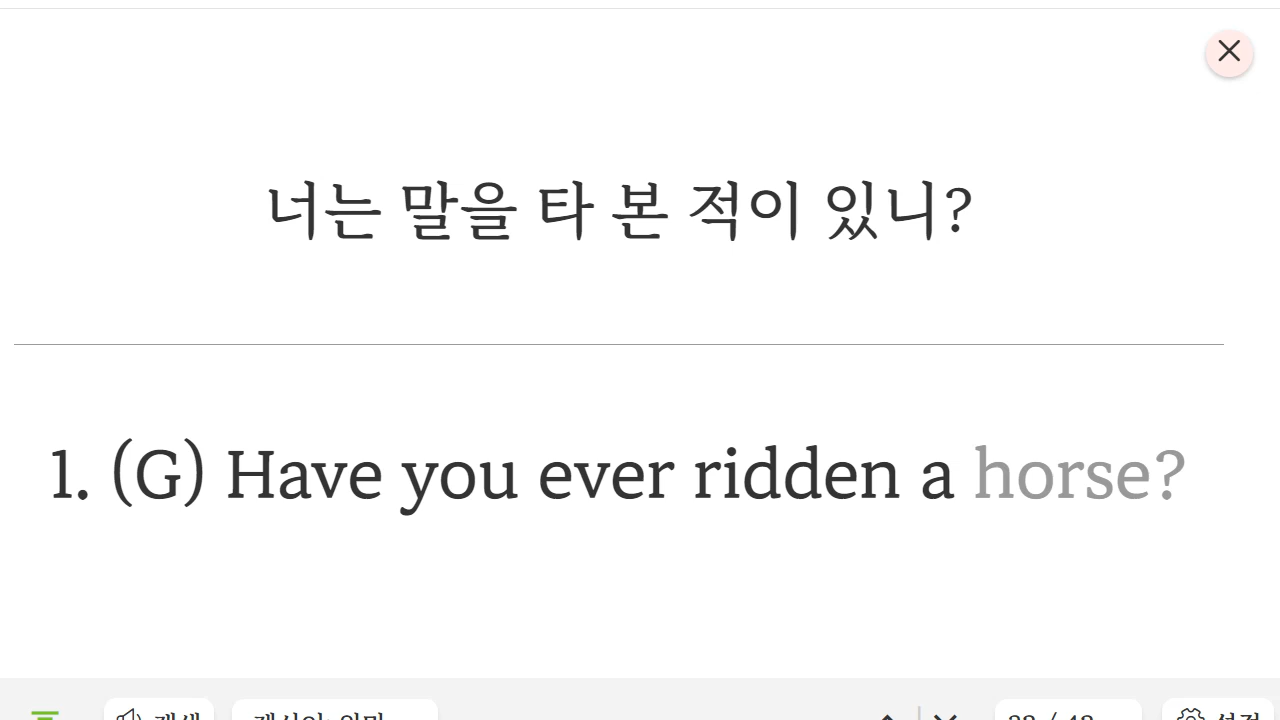 너는 말을 타 본 적이 있니?
1. (G) Have you ever ridden a horse?